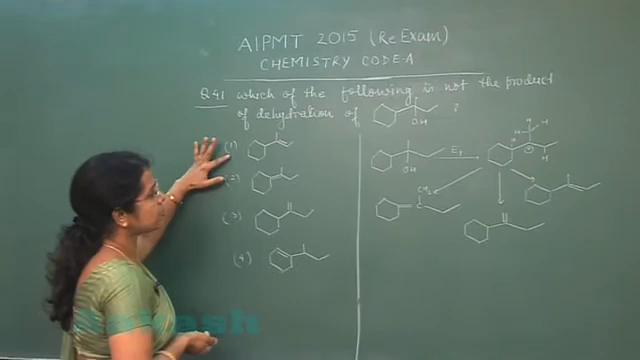 AIPMT 2015 (Re Exam)
CHEMISTRY CODE:A
Q41 which of the following is not the product
of dehydration of
OH
?
(1)
(2)
(3)
(4)
OH
E1
H
H
H
H
⊕
H
CH3
C
Rakesh